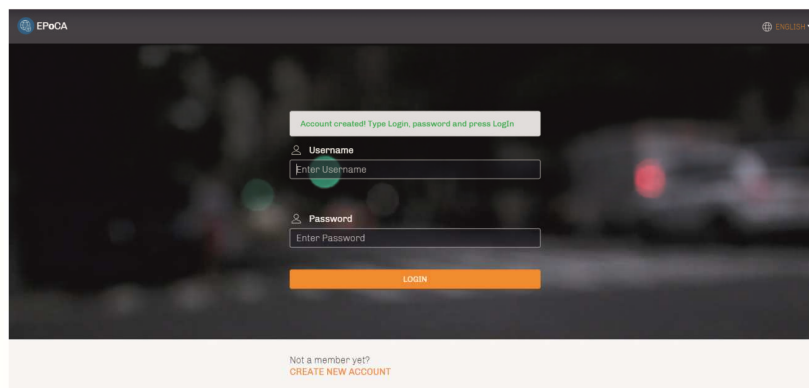 EPoCA
ENGLISH
Account created! Type Login, password and press LogIn
Username
Enter Username
Password
Enter Password
LOGIN
Not a member yet?
CREATE NEW ACCOUNT